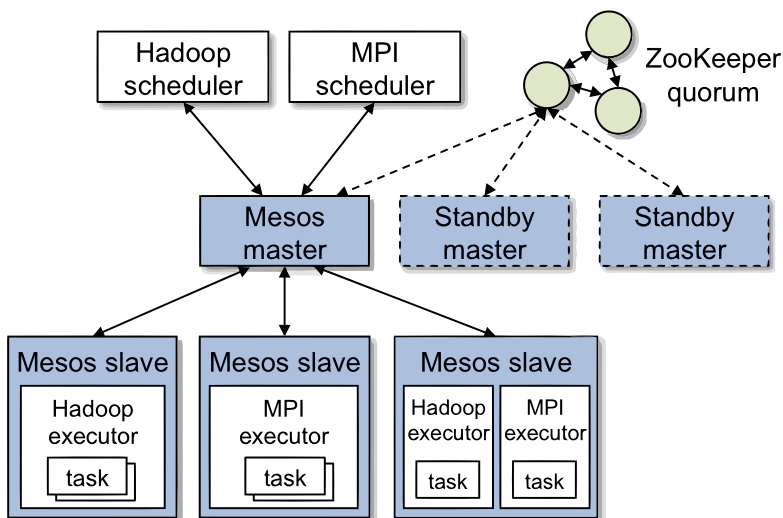 Hadoop
scheduler
MPI
scheduler
ZooKeeper
quorum
Mesos
master
Standby
master
Standby
master
Mesos slave
Hadoop
executor
task
Mesos slave
MPI
executor
task
Mesos slave
Hadoop
executor
task
MPI
executor
task